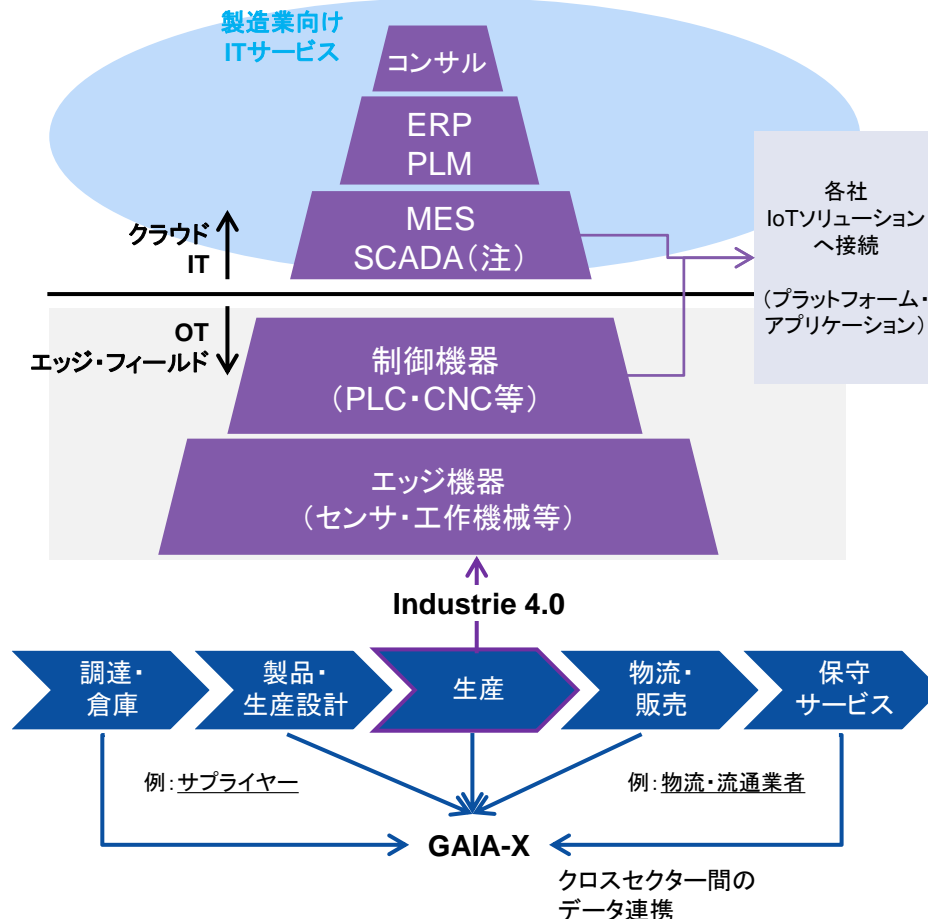 製造業向け
ITサービス
コンサル
ERP
PLM
MES
SCADA（注）
クラウド
IT
OT
エッジ・フィールド
各社
IoTソリューション
へ接続
（プラットフォーム・
アプリケーション）
制御機器
（PLC・CNC等）
エッジ機器
（センサ・工作機械等）
Industrie 4.0
調達・
倉庫
製品・
生産設計
生産
物流・
販売
保守
サービス
例：サプライヤー
例：物流・流通業者
GAIA-X
クロスセクター間の
データ連携